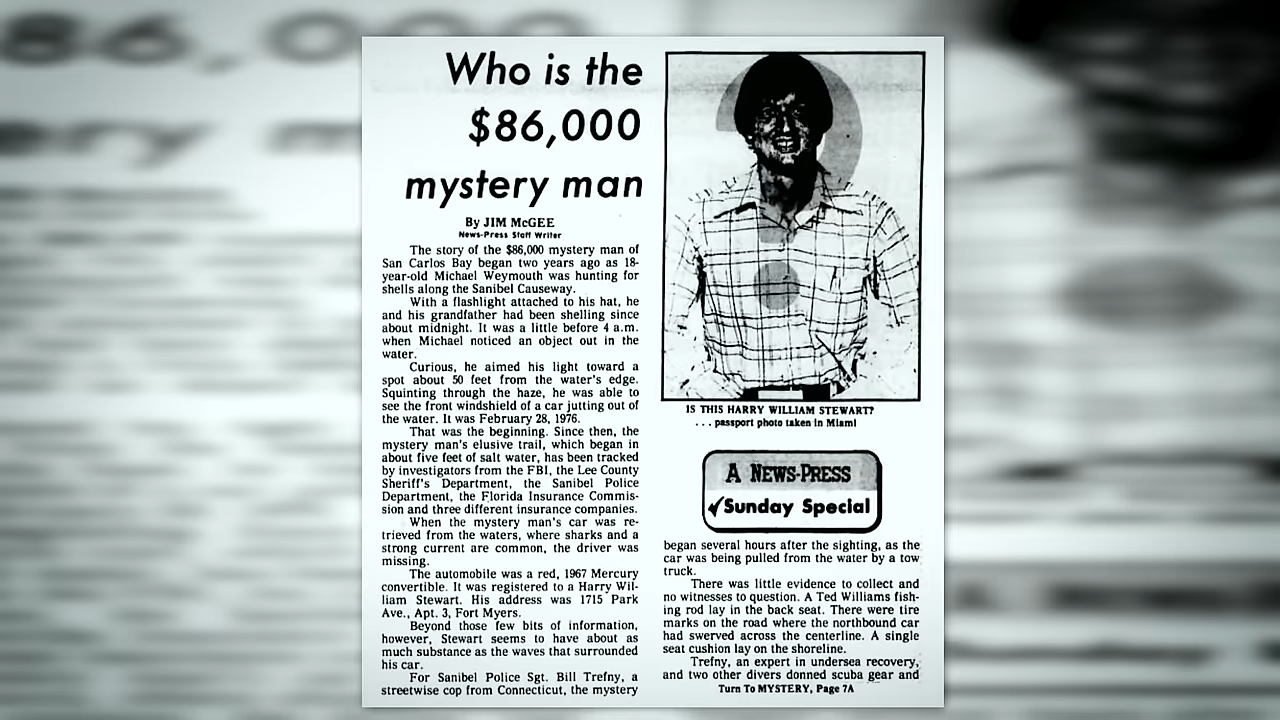 Who is the
$86,000
mystery man
By JIM McGEE
News-Press Staff Writer
The story of the $86,000 mystery man of
San Carlos Bay began two years ago as 18-
year-old Michael Weymouth was hunting for
shells along the Sanibel Causeway.
With a flashlight attached to his hat, he
and his grandfather had been shelling since
about midnight. It was a little before 4 a.m.
when Michael noticed an object out in the
water.
Curious, he aimed his light toward a
spot about 50 feet from the water's edge.
Squinting through the haze, he was able to
see the front windshield of a car jutting out of
the water. It was February 28, 1976.
That was the beginning. Since then, the
mystery man's elusive trail, which began in
about five feet of salt water, has been tracked
by investigators from the FBI, the Lee County
Sheriff's Department, the Sanibel Police
Department, the Florida Insurance Commis-
sion and three different insurance companies.
When the mystery man's car was re-
trieved from the waters, where sharks and a
strong current are common, the driver was
missing.
The automobile was a red, 1967 Mercury
convertible. It was registered to a Harry Wil-
liam Stewart. His address was 1715 Park
Ave., Apt. 3, Fort Myers.
Beyond those few bits of information,
however, Stewart seems to have about as
much substance as the waves that surrounded
his car.
For Sanibel Police Sgt. Bill Trefny, a
streetwise cop from Connecticut, the mystery
IS THIS HARRY WILLIAM STEWART?
. . . passport photo taken in Miami
A NEWS-PRESS
✓Sunday Special
began several hours after the sighting, as the
car was being pulled from the water by a tow
truck.
There was little evidence to collect and
no witnesses to question. A Ted Williams fish-
ing rod lay in the back seat. There were tire
marks on the road where the northbound car
had swerved across the centerline. A single
seat cushion lay on the shoreline.
Trefny, an expert in undersea recovery,
and two other divers donned scuba gear and
Turn To MYSTERY, Page 7A